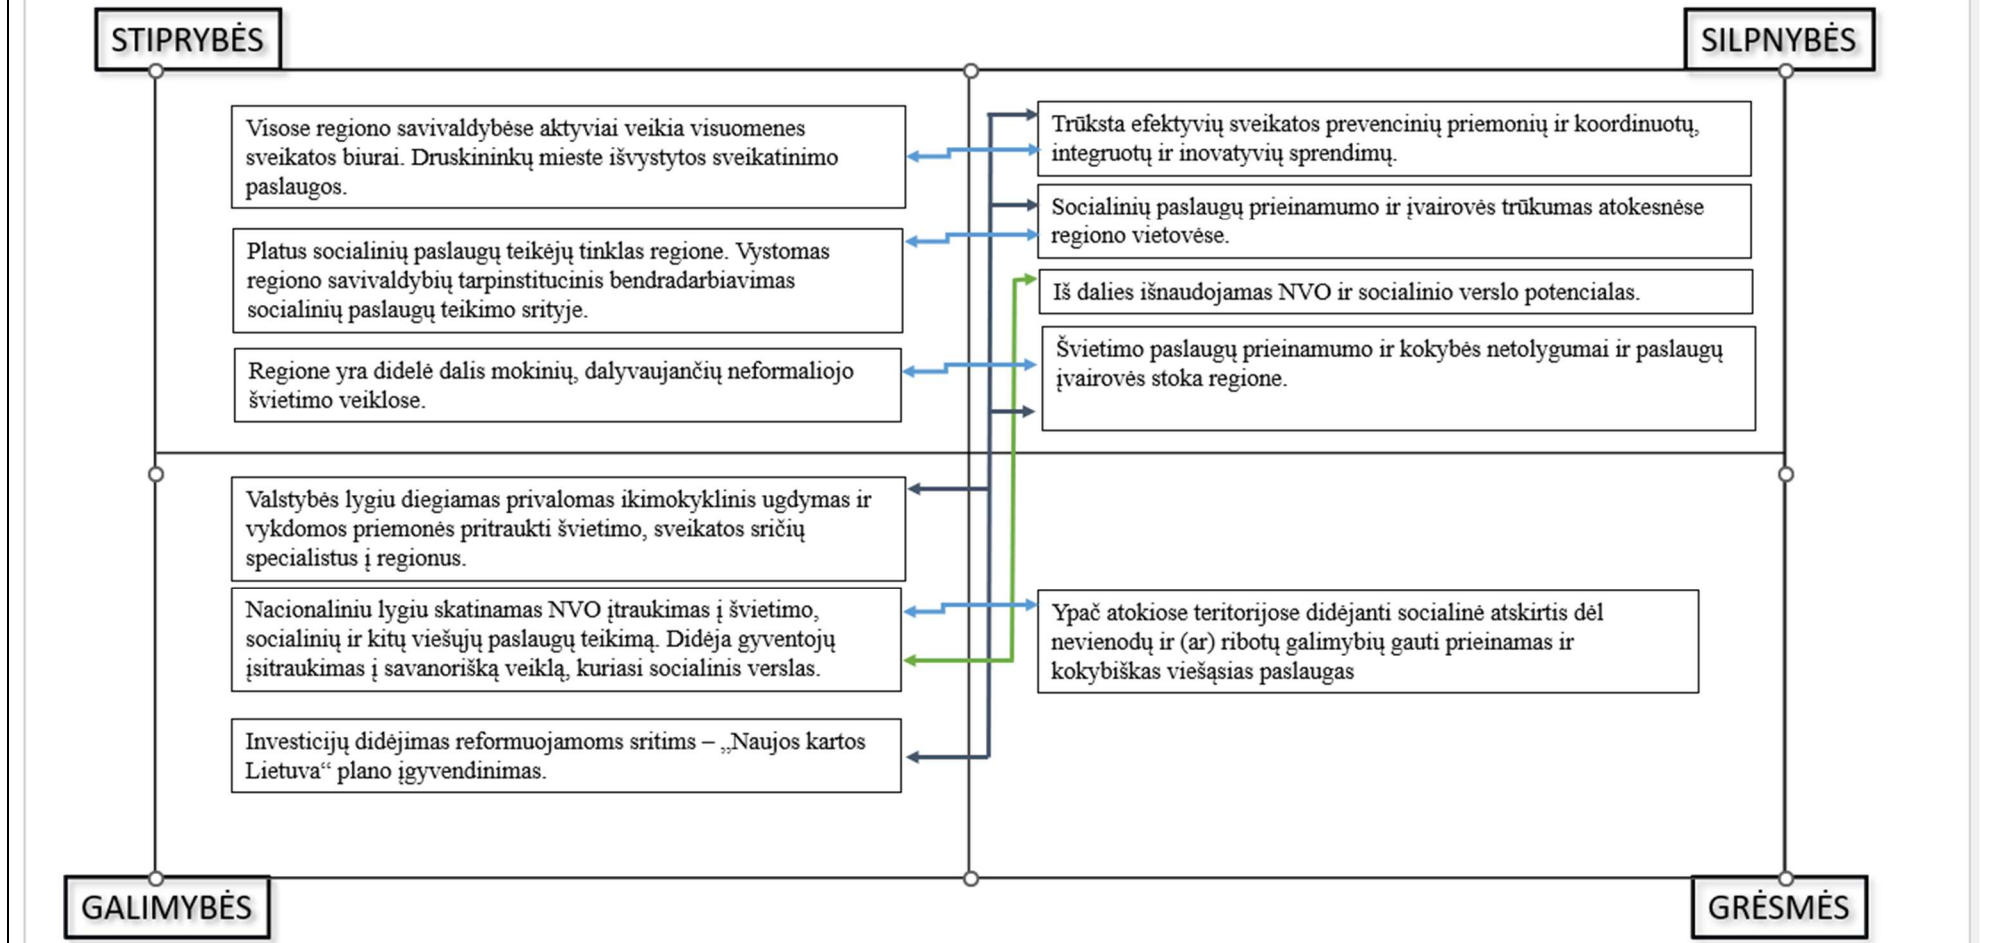 STIPRYBĖS
SILPNYBĖS
Visose regiono savivaldybėse aktyviai veikia visuomenes
sveikatos biurai. Druskininkų mieste išvystytos sveikatinimo
paslaugos.
Platus socialinių paslaugų teikėjų tinklas regione. Vystomas
regiono savivaldybių tarpinstitucinis bendradarbiavimas
socialinių paslaugų teikimo srityje.
Regione yra didelė dalis mokinių, dalyvaujančių neformaliojo
švietimo veiklose.
Trūksta efektyvių sveikatos prevencinių priemonių ir koordinuotų,
integruotų ir inovatyvių sprendimų.
Socialinių paslaugų prieinamumo ir įvairovės trūkumas atokesnėse
regiono vietovėse.
Iš dalies išnaudojamas NVO ir socialinio verslo potencialas.
Švietimo paslaugų prieinamumo ir kokybės netolygumai ir paslaugų
įvairovės stoka regione.
Valstybės lygiu diegiamas privalomas ikimokyklinis ugdymas ir
vykdomos priemonės pritraukti švietimo, sveikatos sričių
specialistus į regionus.
Nacionaliniu lygiu skatinamas NVO įtraukimas į švietimo,
socialinių ir kitų viešųjų paslaugų teikimą. Didėja gyventojų
įsitraukimas į savanorišką veiklą, kuriasi socialinis verslas.
Investicijų didėjimas reformuojamoms sritims – „Naujos kartos
Lietuva“ plano įgyvendinimas.
Ypač atokiose teritorijose didėjanti socialinė atskirtis dėl
nevienodų ir (ar) ribotų galimybių gauti prieinamas ir
kokybiškas viešąsias paslaugas
GALIMYBĖS
GRĖSMĖS